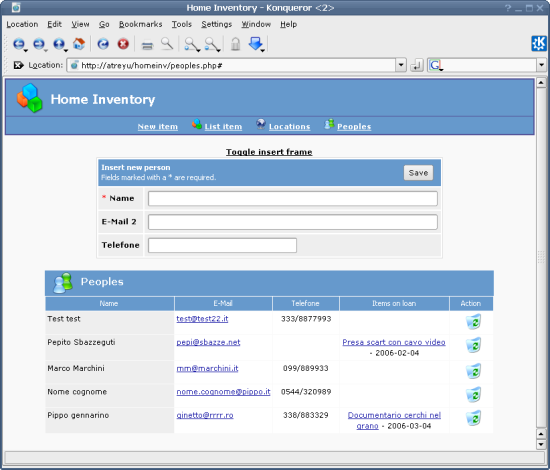 Home Inventory - Konqueror <2>
Location Edit View Go Bookmarks Tools Settings Window Help
Location: http://atreyu/homeinv/peoples.php#
Home Inventory
New item List item Locations Peoples
Toggle insert frame
Insert new person
Fields marked with a * are required.
Save
* Name
E-Mail 2
Telefone
Peoples
Name E-Mail Telefone Items on loan Action
Test test test@test22.it 333/8877993
Pepito Sbazzeguti pepi@sbazze.net Presa scart con cavo video
- 2006-02-04
Marco Marchini mm@marchini.it 099/889933
Nome cognome nome.cognome@pippo.it 0544/320989
Pippo gennarino ginetto@rrrr.ro 338/883329 Documentario cerchi nel
grano - 2006-03-04